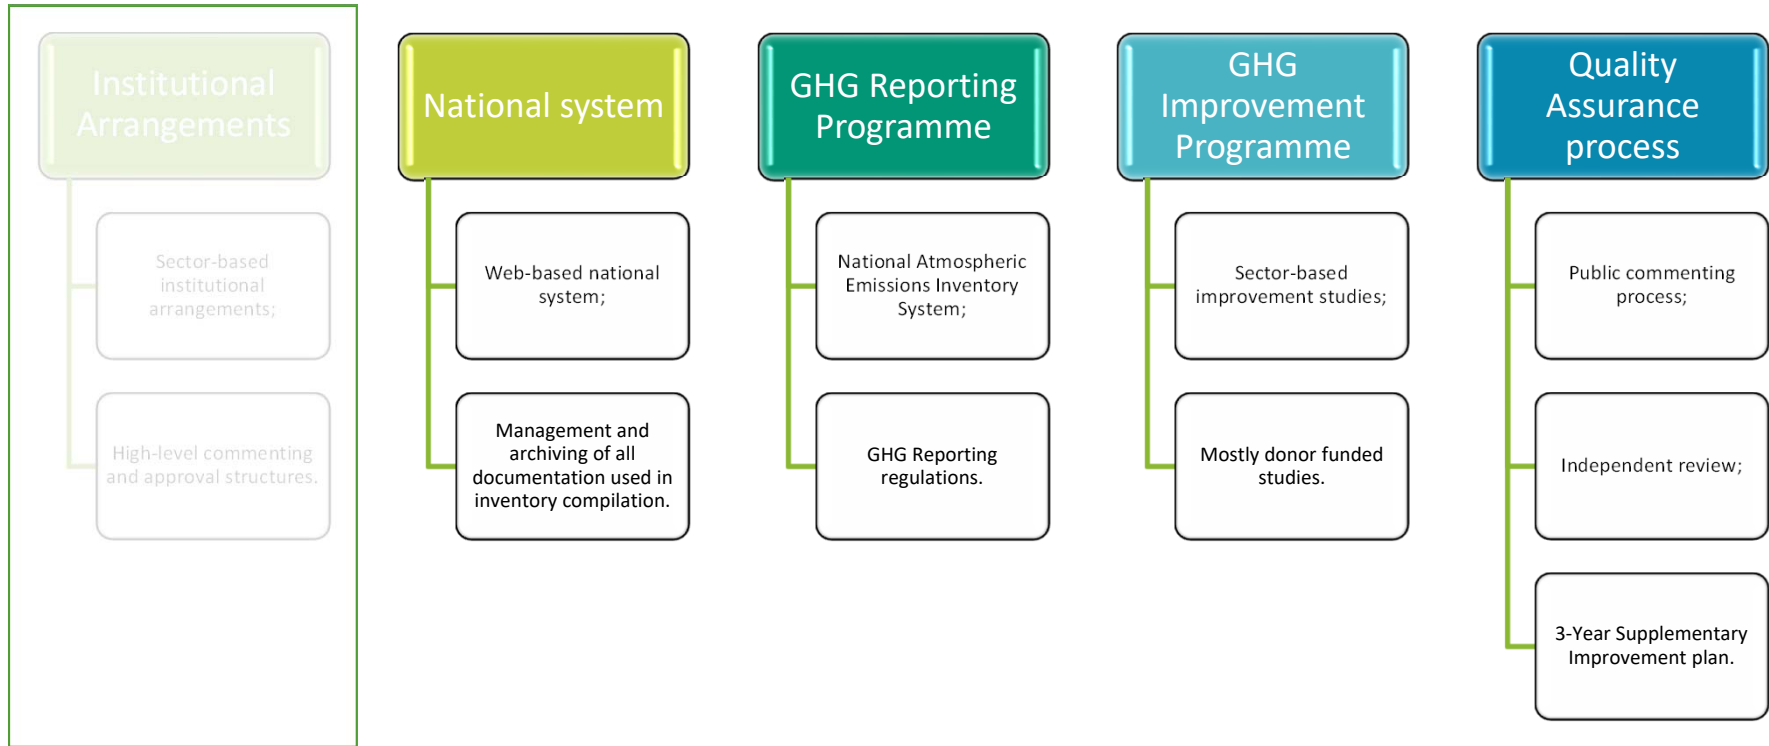 Institutional
Arrangements
Sector-based
institutional
arrangements;
High-level commenting
and approval structures.
National system
Web-based national
system;
Management and
archiving of all
documentation used in
inventory compilation.
GHG Reporting
Programme
National Atmospheric
Emissions Inventory
System;
GHG Reporting
regulations.
GHG
Improvement
Programme
Sector-based
improvement studies;
Mostly donor funded
studies.
Quality
Assurance
process
Public commenting
process;
Independent review;
3-Year Supplementary
Improvement plan.